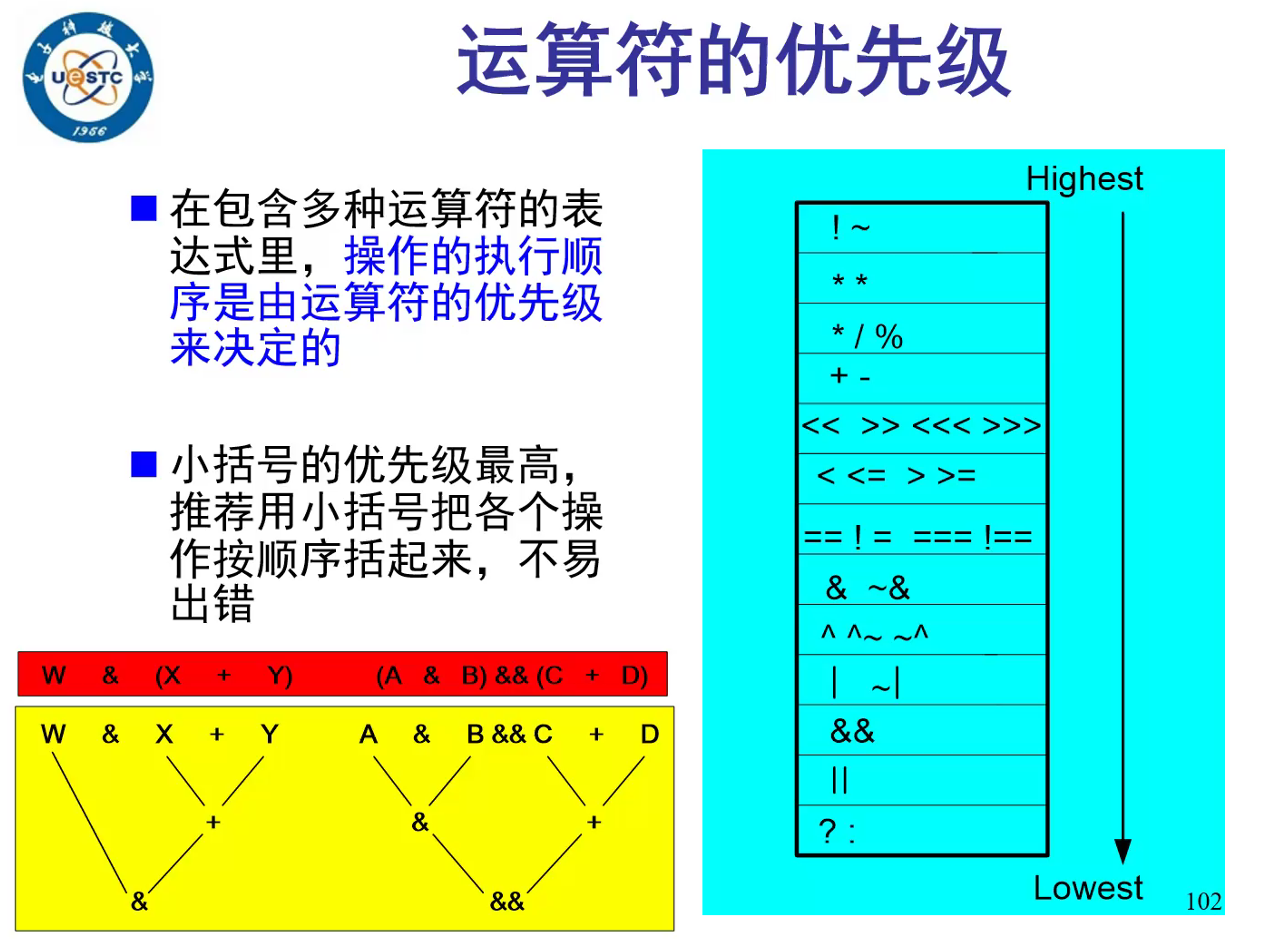 UESTC
1956
运算符的优先级
在包含多种运算符的表
达式里，操作的执行顺
序是由运算符的优先级
来决定的
小括号的优先级最高，
推荐用小括号把各个操
作按顺序括起来，不易
出错
W & (X + Y) (A & B) && (C + D)
W & X + Y A & B && C + D
+ & +
& &&
Highest
! ~
* *
* / %
+ -
<< >> <<< >>>
< <= > >=
== ! = === !==
& ~&
^ ^~ ~^
| ~|
&&
||
? :
Lowest
102